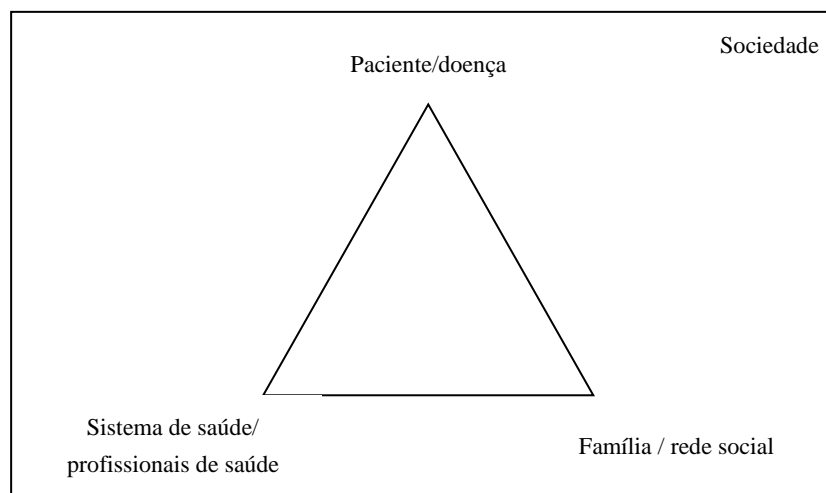 Sociedade
Paciente/doença
Sistema de saúde/
profissionais de saúde
Família / rede social